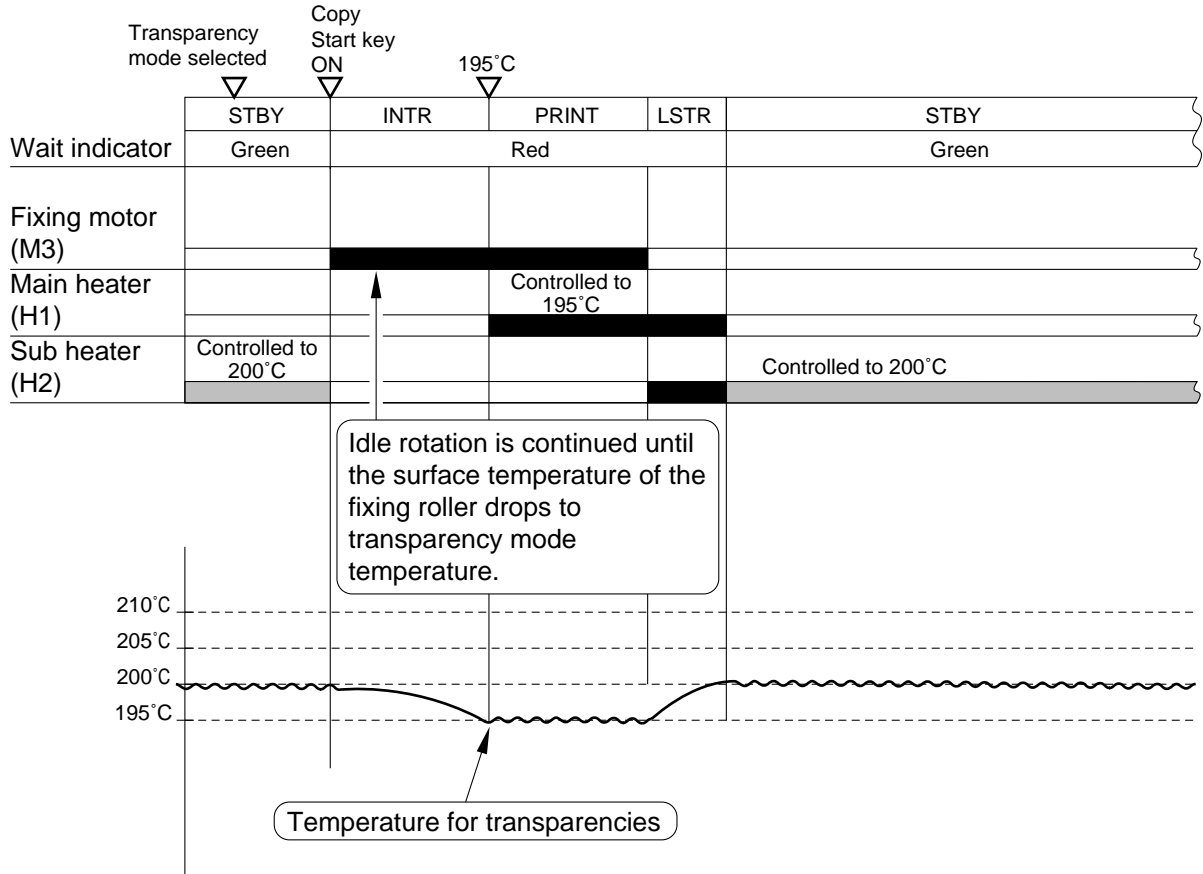 Transparency
mode selected
Copy
Start key
ON
195˚C
STBY INTR PRINT LSTR STBY
Wait indicator Green Red Green
Fixing motor
(M3)
Main heater
(H1)
Controlled to
195˚C
Sub heater
(H2)
Controlled to
200˚C
Controlled to 200˚C
Idle rotation is continued until
the surface temperature of the
fixing roller drops to
transparency mode
temperature.
210˚C
205˚C
200˚C
195˚C
Temperature for transparencies